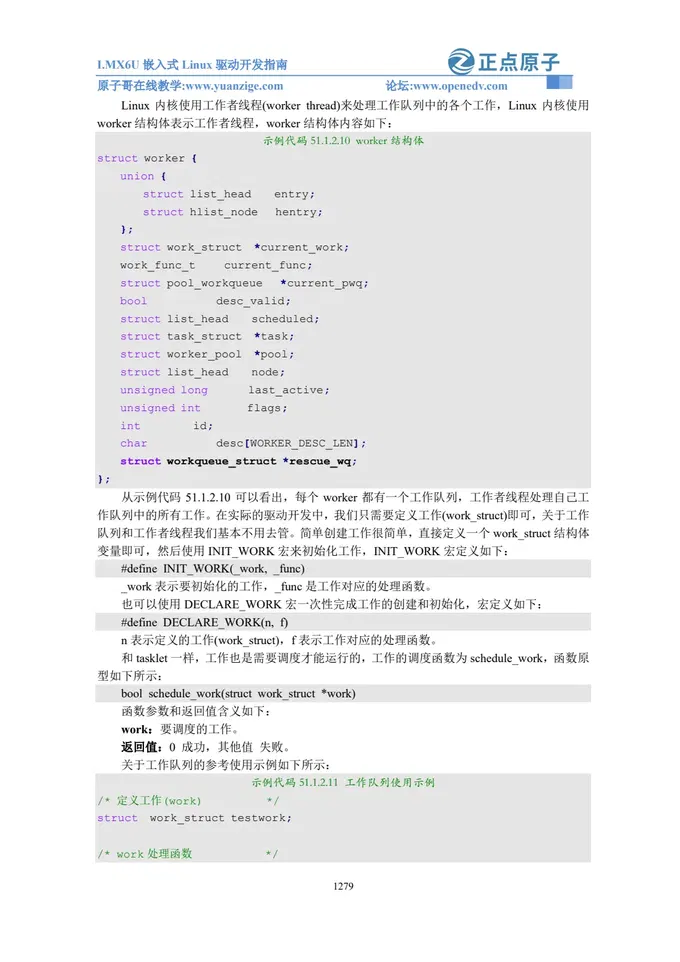 I.MX6U 嵌入式 Linux 驱动开发指南
正点原子
原子哥在线教学:www.yuanzige.com 论坛:www.openedv.com
Linux 内核使用工作者线程(worker thread)来处理工作队列中的各个工作，Linux 内核使用
worker 结构体表示工作者线程，worker 结构体内容如下：
示例代码 51.1.2.10 worker 结构体
struct worker {
union {
struct list_head entry;
struct hlist_node hentry;
};
struct work_struct *current_work;
work_func_t current_func;
struct pool_workqueue *current_pwq;
bool desc_valid;
struct list_head scheduled;
struct task_struct *task;
struct worker_pool *pool;
struct list_head node;
unsigned long last_active;
unsigned int flags;
int id;
char desc[WORKER_DESC_LEN];
struct workqueue_struct *rescue_wq;
};
从示例代码 51.1.2.10 可以看出，每个 worker 都有一个工作队列，工作者线程处理自己工
作队列中的所有工作。在实际的驱动开发中，我们只需要定义工作(work_struct)即可，关于工作
队列和工作者线程我们基本不用去管。简单创建工作很简单，直接定义一个 work_struct 结构体
变量即可，然后使用 INIT_WORK 宏来初始化工作，INIT_WORK 宏定义如下：
#define INIT_WORK(_work, _func)
_work 表示要初始化的工作，_func 是工作对应的处理函数。
也可以使用 DECLARE_WORK 宏一次性完成工作的创建和初始化，宏定义如下：
#define DECLARE_WORK(n, f)
n 表示定义的工作(work_struct)，f 表示工作对应的处理函数。
和 tasklet 一样，工作也是需要调度才能运行的，工作的调度函数为 schedule_work，函数原
型如下所示：
bool schedule_work(struct work_struct *work)
函数参数和返回值含义如下：
work：要调度的工作。
返回值：0 成功，其他值 失败。
关于工作队列的参考使用示例如下所示：
示例代码 51.1.2.11 工作队列使用示例
/* 定义工作(work) */
struct work_struct testwork;
/* work 处理函数 */
1279